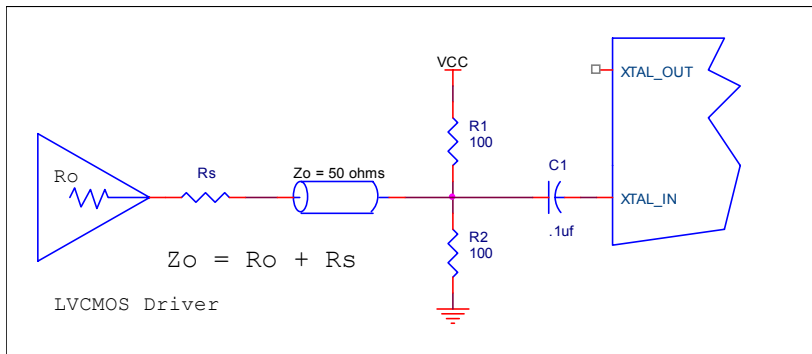 VCC
XTAL_OUT
R1
100
Ro
Rs
Zo = 50 ohms
C1
.1uf
XTAL_IN
R2
100
Zo = Ro + Rs
LVCMOS Driver